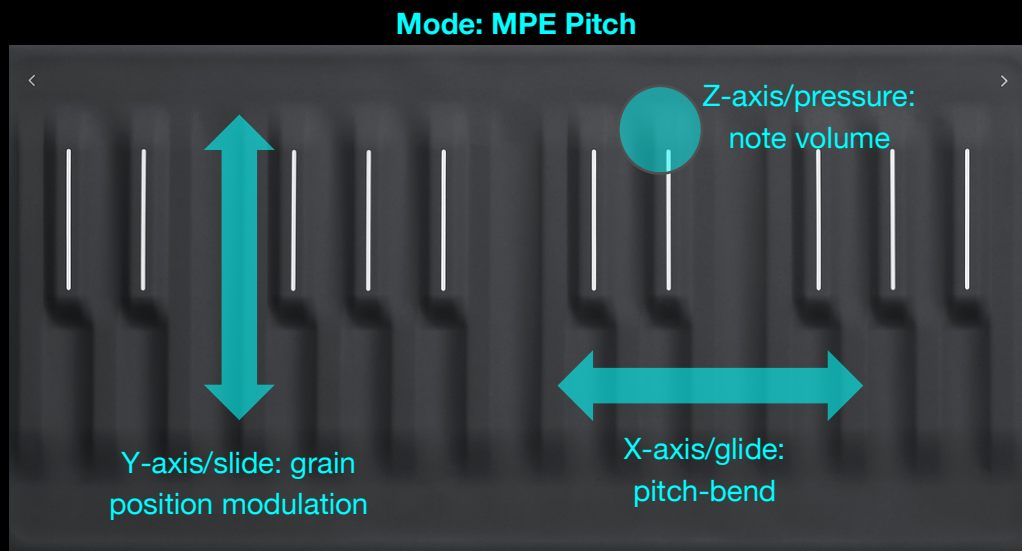 Mode: MPE Pitch
Z-axis/pressure:
note volume
Y-axis/slide: grain
position modulation
X-axis/glide:
pitch-bend